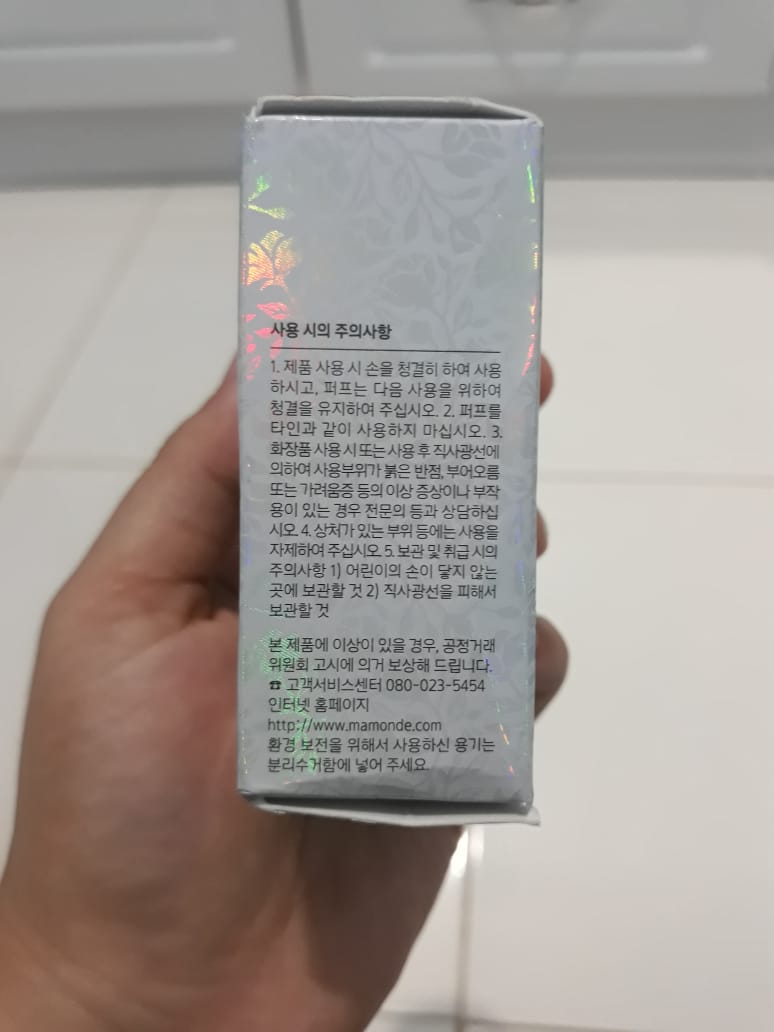 사용 시의 주의사항
1. 제품 사용 시 손을 청결히 하여 사용
하시고, 퍼프는 다음 사용을 위하여
청결을 유지하여 주십시오. 2. 퍼프를
타인과 같이 사용하지 마십시오. 3.
화장품 사용 시 또는 사용 후 직사광선에
의하여 사용부위가 붉은 반점, 부어오름
또는 가려움증 등의 이상 증상이나 부작
용이 있는 경우 전문의 등과 상담하십
시오. 4. 상처가 있는 부위 등에는 사용을
자제하여 주십시오. 5. 보관 및 취급 시의
주의사항 1) 어린이의 손이 닿지 않는
곳에 보관할 것 2) 직사광선을 피해서
보관할 것
본 제품에 이상이 있을 경우, 공정거래
위원회 고시에 의거 보상해 드립니다.
☎ 고객서비스센터 080-023-5454
인터넷 홈페이지
http://www.mamonde.com
환경 보전을 위해서 사용하신 용기는
분리수거함에 넣어 주세요.